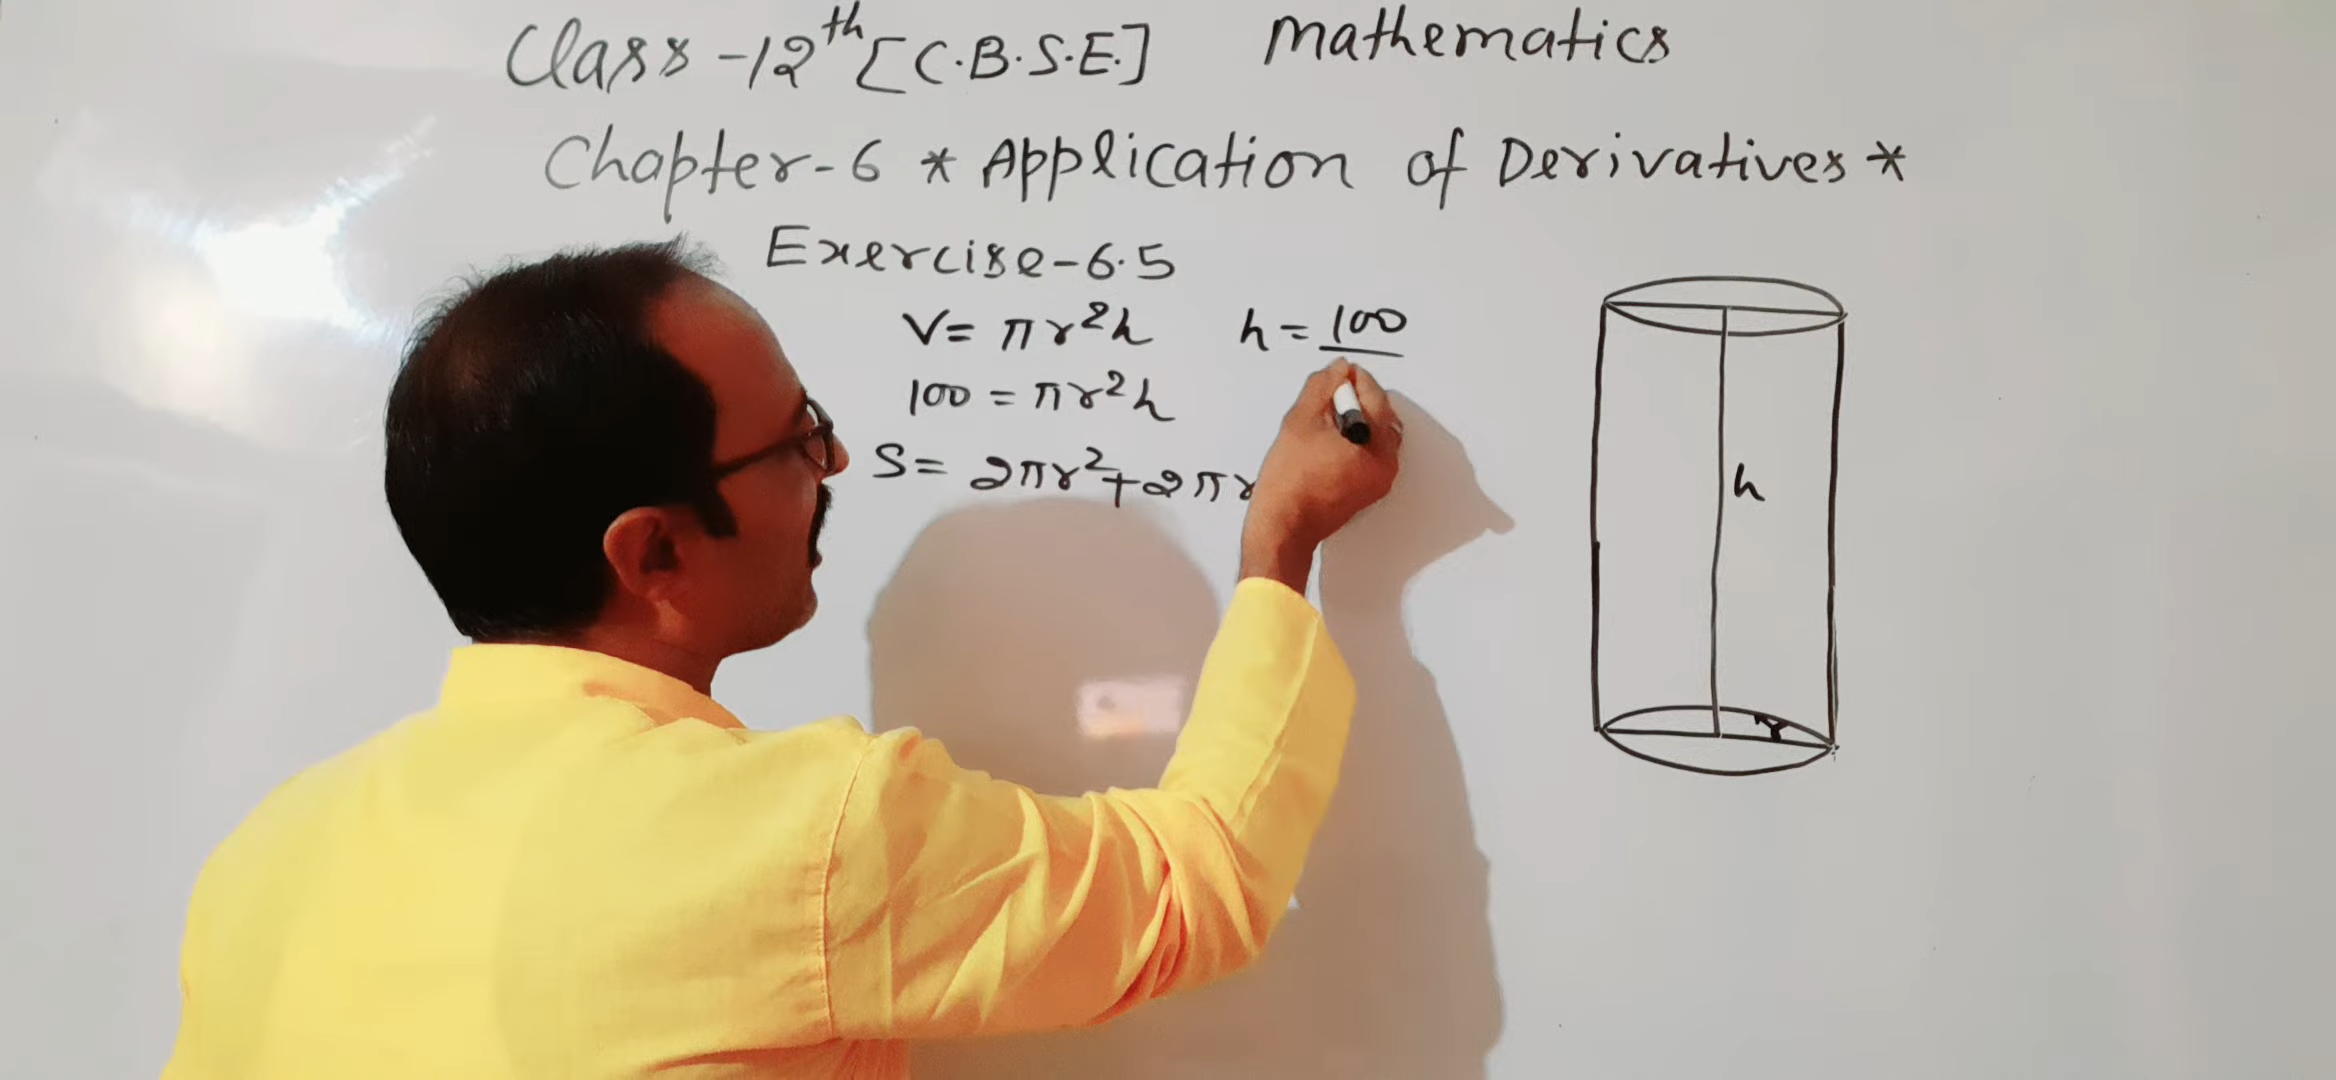 Class-12th [C.B.S.E.] Mathematics
Chapter-6 * Application of Derivatives *
Exercise-6.5
V= πr²h h = 100
100 = πr²h
S= 2πr²+2πr
h
r